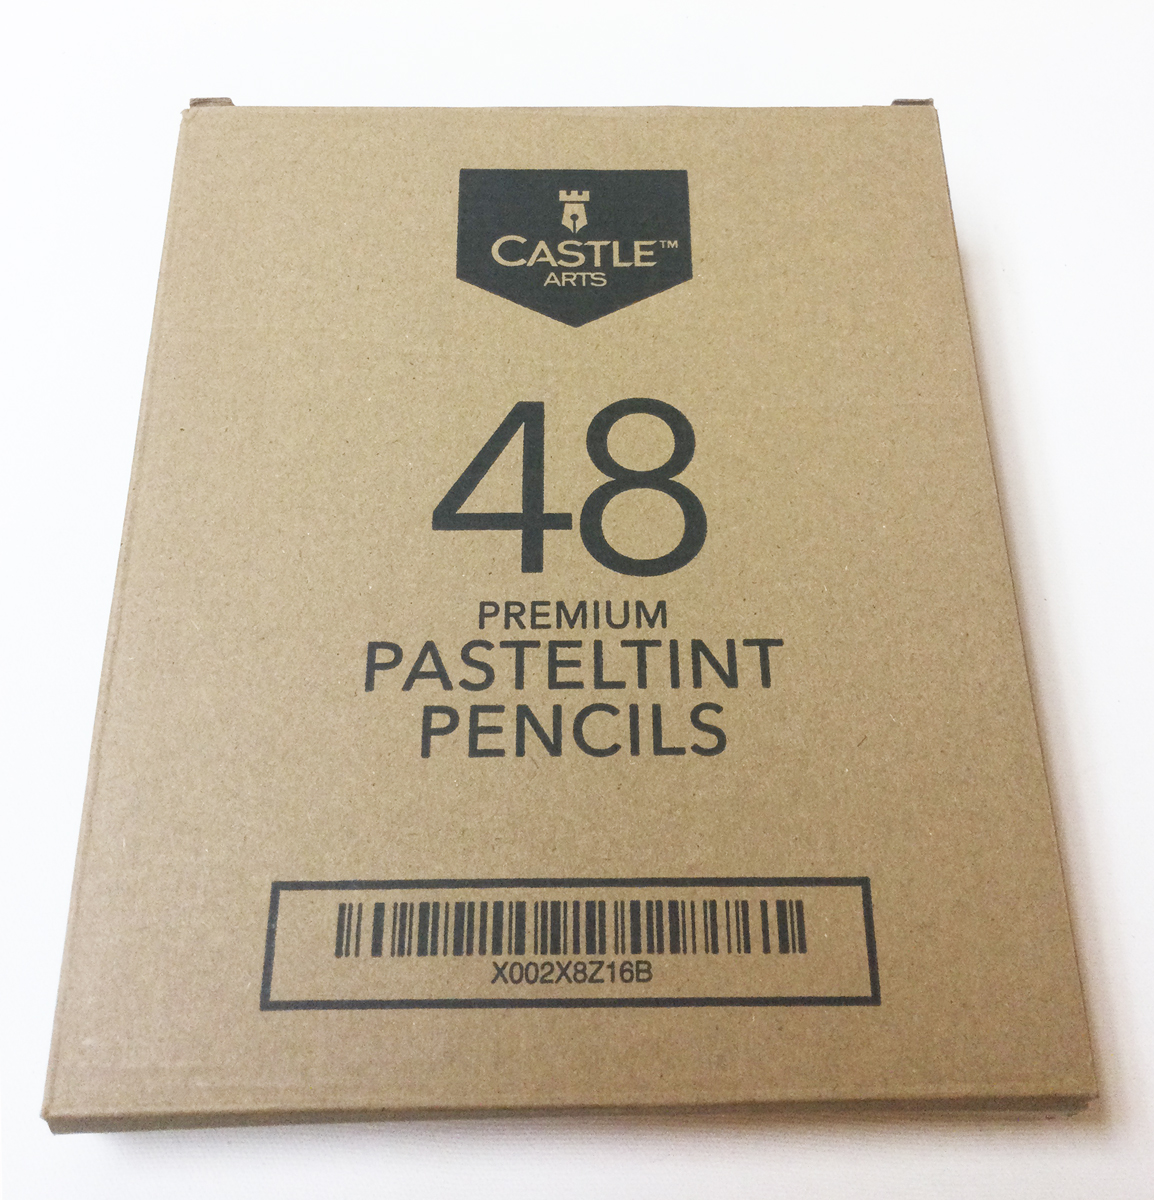 CASTLE™
ARTS
48
PREMIUM
PASTELTINT
PENCILS
X002X8Z16B